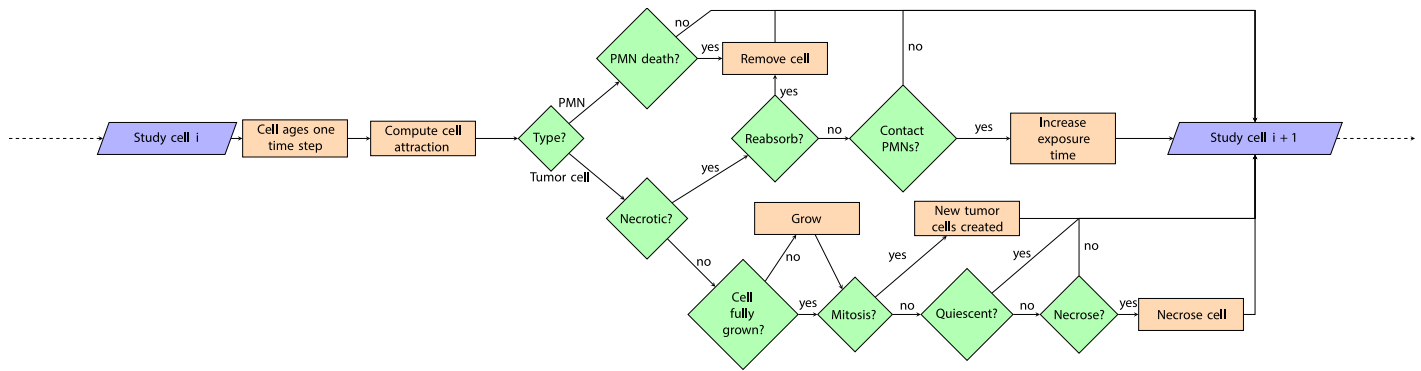 Study cell i
Cell ages one
time step
Compute cell
attraction
Type?
PMN
Tumor cell
PMN death?
no
yes
Remove cell
yes
Reabsorb?
no
Contact
PMNs?
no
yes
Increase
exposure
time
Study cell i + 1
Necrotic?
yes
no
Cell
fully
grown?
no
Grow
yes
Mitosis?
yes
New tumor
cells created
no
Quiescent?
yes
no
Necrose?
no
yes
Necrose cell